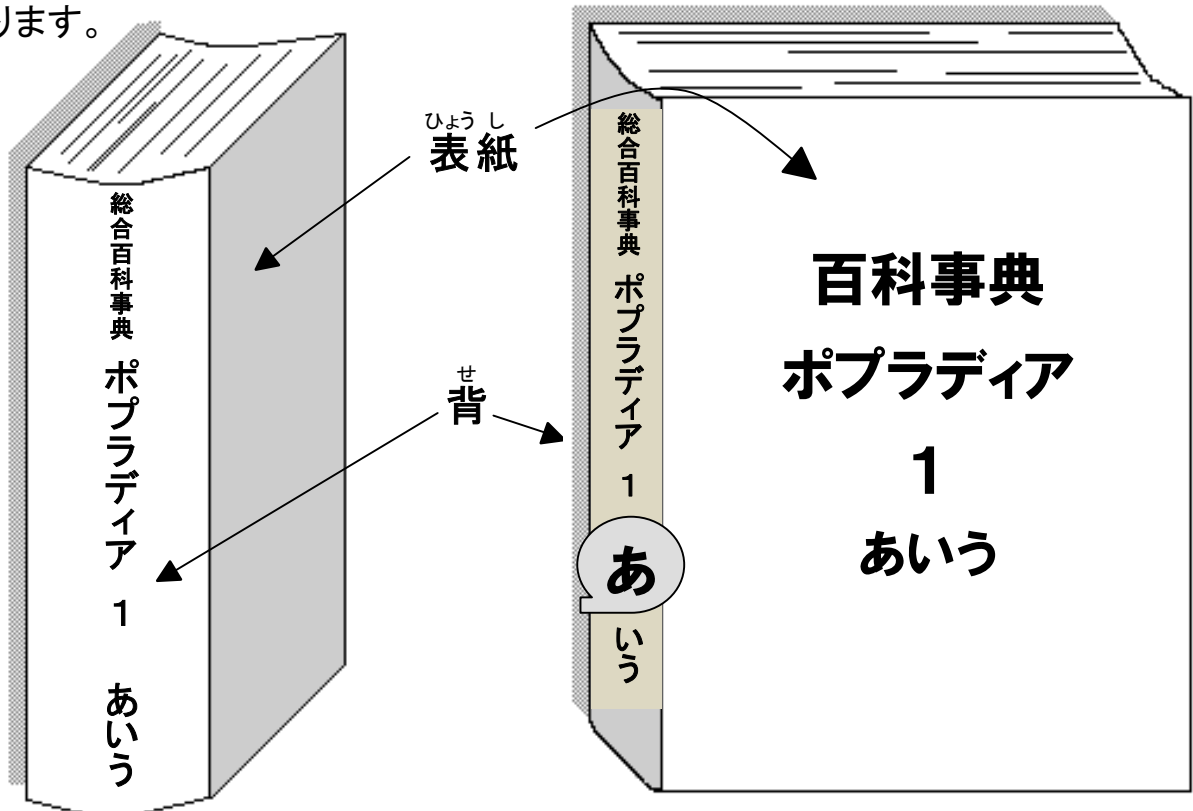 ります。
ひょうし
表紙
せ
背
総合百科事典 ポプラディア 1 あいう
総合百科事典 ポプラディア 1 あいう
百科事典
ポプラディア
1
あいう